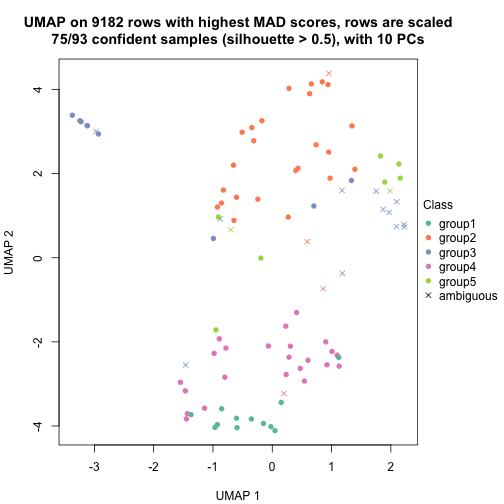 UMAP on 9182 rows with highest MAD scores, rows are scaled
75/93 confident samples (silhouette > 0.5), with 10 PCs
4
2
0
-2
-4
UMAP 2
-3
-2
-1
0
1
2
UMAP 1
Class
group1
group2
group3
group4
group5
ambiguous